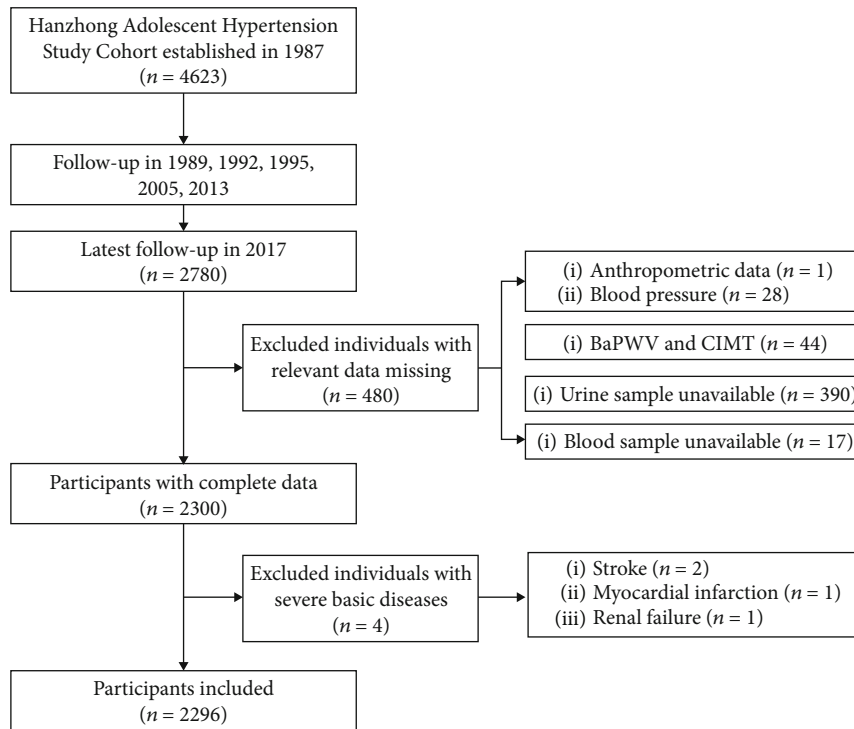 Hanzhong Adolescent Hypertension
Study Cohort established in 1987
(n = 4623)
Follow-up in 1989, 1992, 1995,
2005, 2013
Latest follow-up in 2017
(n = 2780)
Excluded individuals with
relevant data missing
(n = 480)
(i) Anthropometric data (n = 1)
(ii) Blood pressure (n = 28)
(i) BaPWV and CIMT (n = 44)
(i) Urine sample unavailable (n = 390)
(i) Blood sample unavailable (n = 17)
Participants with complete data
(n = 2300)
Excluded individuals with
severe basic diseases
(n = 4)
(i) Stroke (n = 2)
(ii) Myocardial infarction (n = 1)
(iii) Renal failure (n = 1)
Participants included
(n = 2296)